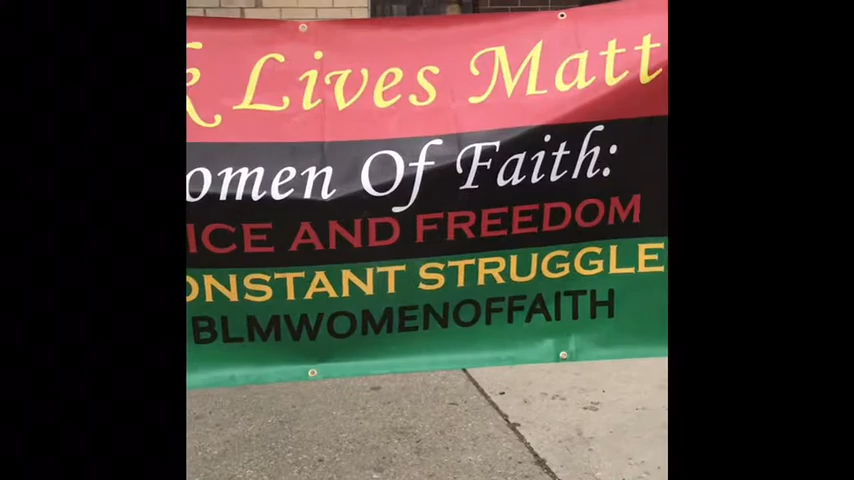 k Lives Matt
omen Of Faith:
ICE AND FREEDOM
ONSTANT STRUGGLE
BLMWOMENOFFAITH